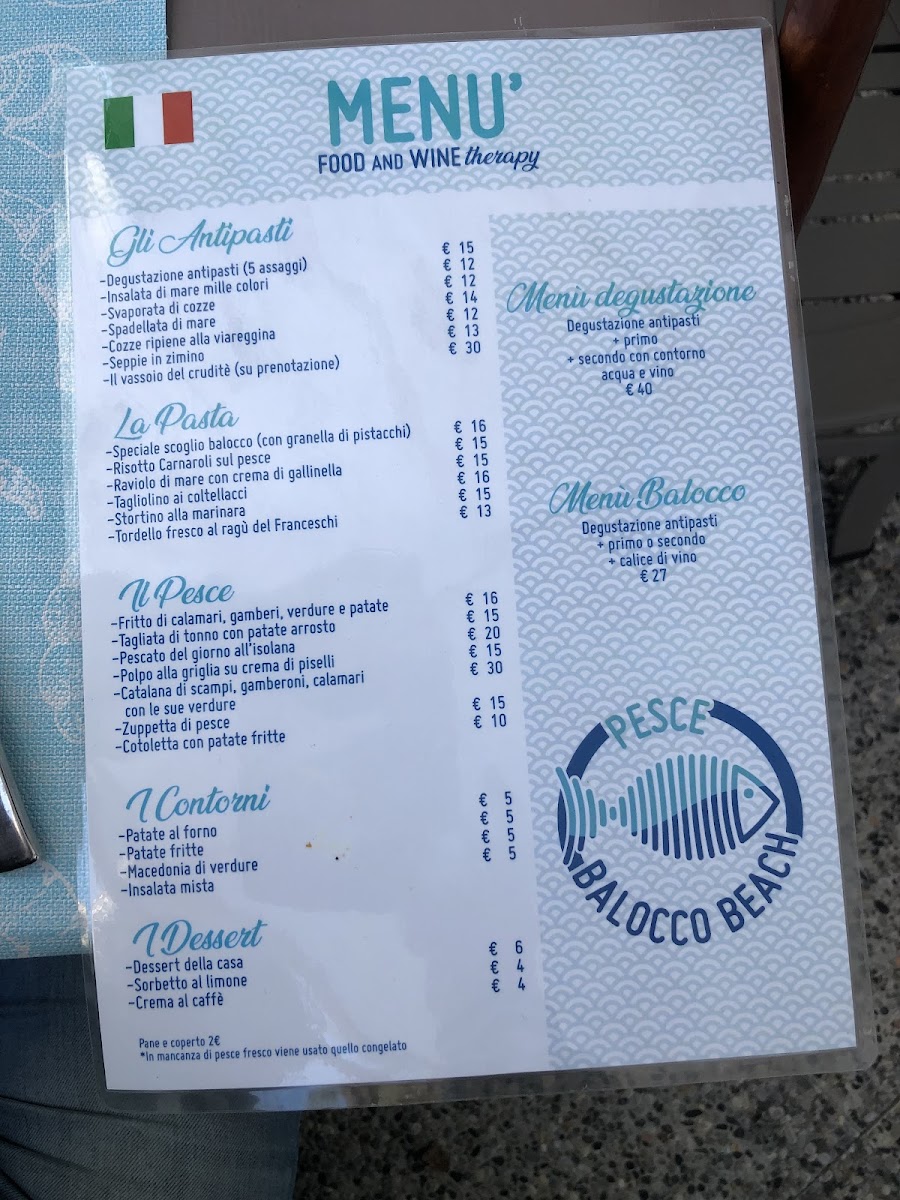 MENU'
FOOD AND WINE therapy
Gli Antipasti
-Degustazione antipasti (5 assaggi) € 15
-Insalata di mare mille colori € 12
-Svaporata di cozze € 12
-Spadellata di mare € 14
-Cozze ripiene alla viareggina € 12
-Seppie in zimino € 13
-Il vassoio del cruditè (su prenotazione) € 30
La Pasta
-Speciale scoglio balocco (con granella di pistacchi) € 16
-Risotto Carnaroli sul pesce € 15
-Raviolo di mare con crema di gallinella € 15
-Tagliolino ai coltellacci € 16
-Stortino alla marinara € 15
-Tordello fresco al ragù del Franceschi € 13
Il Pesce
-Fritto di calamari, gamberi, verdure e patate € 16
-Tagliata di tonno con patate arrosto € 15
-Pescato del giorno all'isolana € 20
-Polpo alla griglia su crema di piselli € 15
-Catalana di scampi, gamberoni, calamari € 30
con le sue verdure
-Zuppetta di pesce € 15
-Cotoletta con patate fritte € 10
I Contorni
-Patate al forno € 5
-Patate fritte € 5
-Macedonia di verdure € 5
-Insalata mista € 5
I Dessert
-Dessert della casa € 6
-Sorbetto al limone € 4
-Crema al caffè € 4
Pane e coperto 2€
*In mancanza di pesce fresco viene usato quello congelato
Menù degustazione
Degustazione antipasti
+ primo
+ secondo con contorno
acqua e vino
€ 40
Menù Balocco
Degustazione antipasti
+ primo o secondo
+ calice di vino
€ 27
PESCE
BALOCCO BEACH